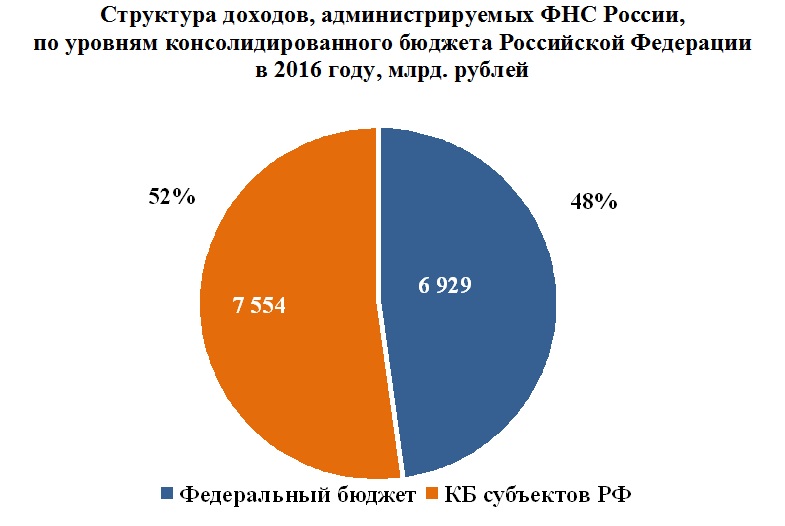 Структура доходов, администрируемых ФНС России,
по уровням консолидированного бюджета Российской Федерации
в 2016 году, млрд. рублей
52%
48%
6 929
7 554
Федеральный бюджет
КБ субъектов РФ